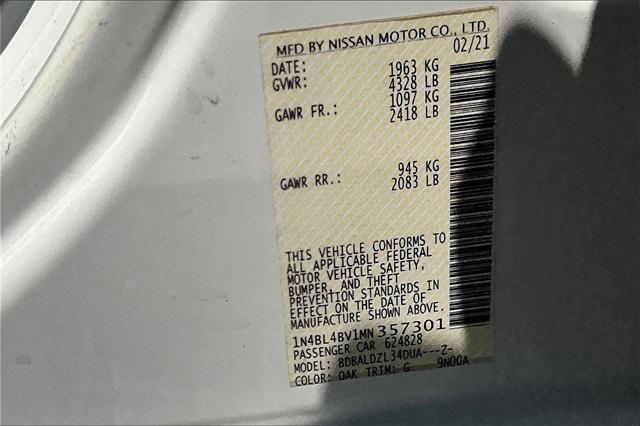 MFD BY NISSAN MOTOR CO., LTD.
DATE: 02/21
GVWR: 1963 KG
4328 LB
GAWR FR.: 1097 KG
2418 LB
GAWR RR.: 945 KG
2083 LB
THIS VEHICLE CONFORMS TO
ALL APPLICABLE FEDERAL
MOTOR VEHICLE SAFETY,
BUMPER, AND THEFT
PREVENTION STANDARDS IN
EFFECT ON THE DATE OF
MANUFACTURE SHOWN ABOVE.
1N4BL4BV1MN357301
PASSENGER CAR 624828
MODEL: BDBALDZL34DUA---Z-
COLOR: QAK TRIM: G 9N00A